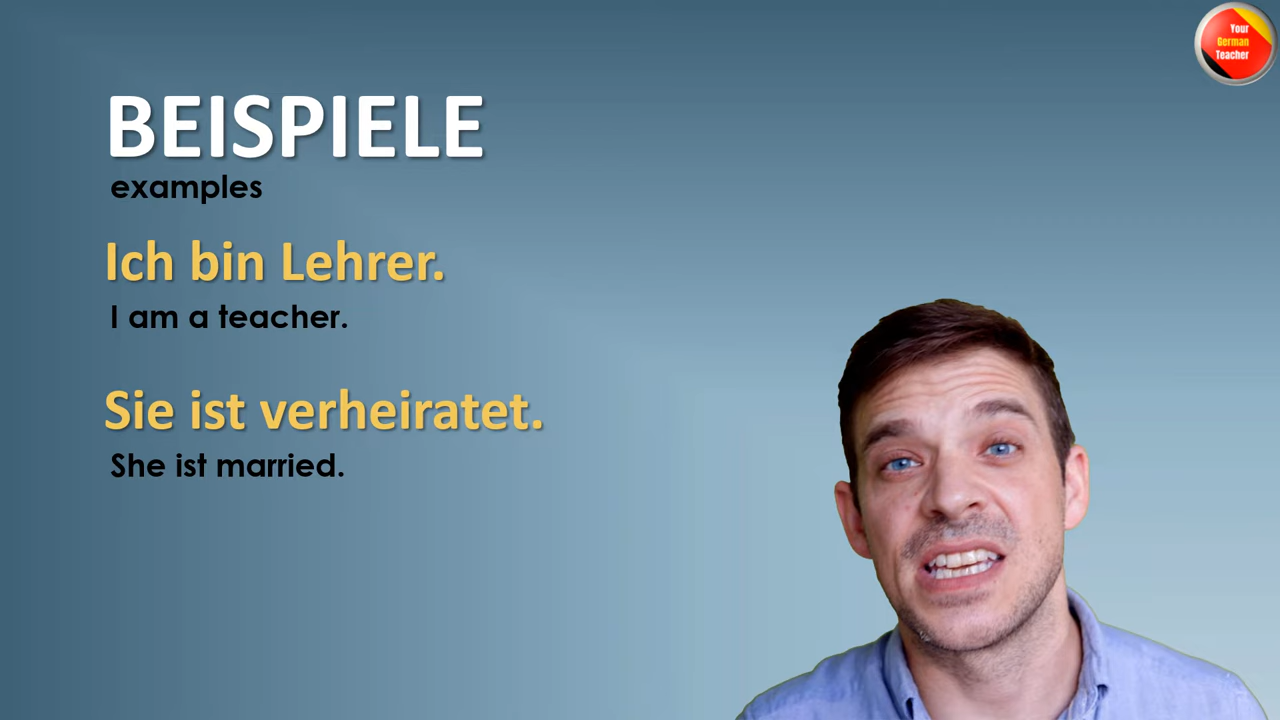 Your
German
Teacher
BEISPIELE
examples
Ich bin Lehrer.
I am a teacher.
Sie ist verheiratet.
She ist married.